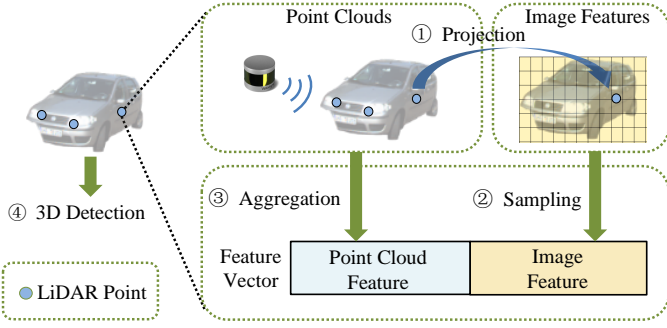 Point Clouds
Image Features
① Projection
④ 3D Detection
③ Aggregation
② Sampling
Feature
Vector
Point Cloud
Feature
Image
Feature
LiDAR Point